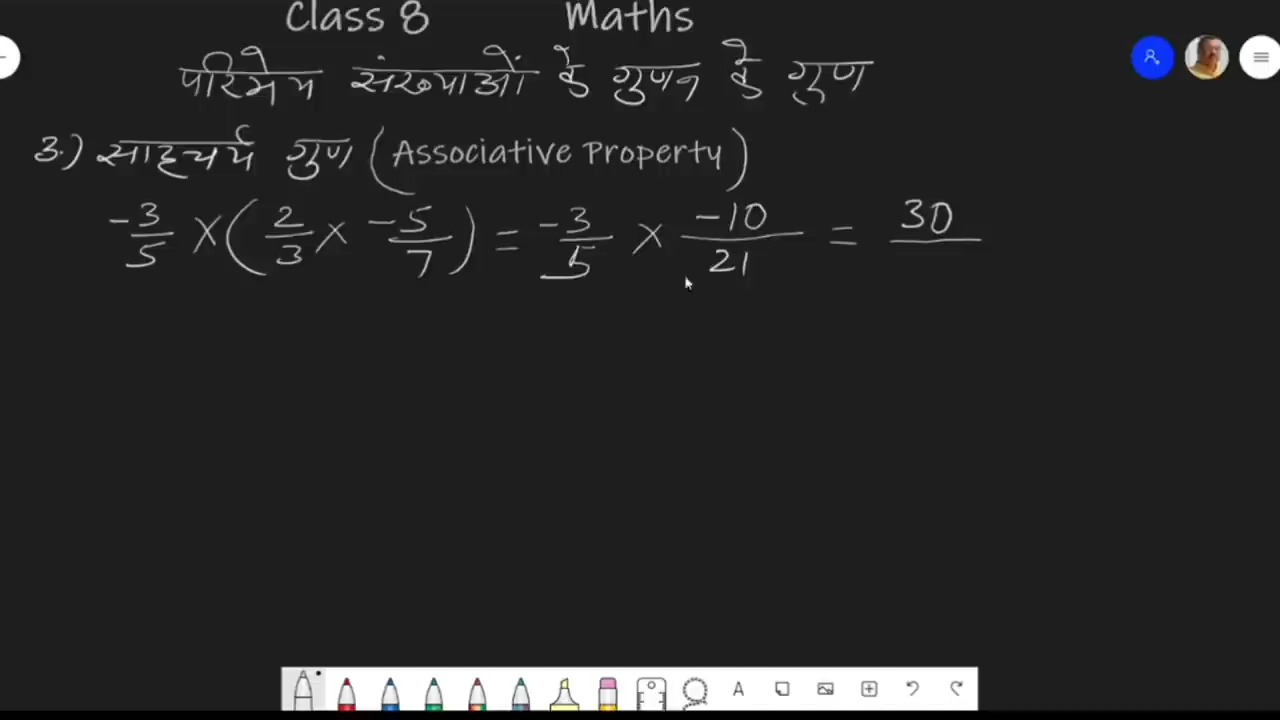 Class 8 Maths
परिमेय संख्याओं के गुणन के गुण
3.) साहचर्य गुण (Associative Property)
-3/5 × (2/3 × -5/7) = -3/5 × -10/21 = 30/
A